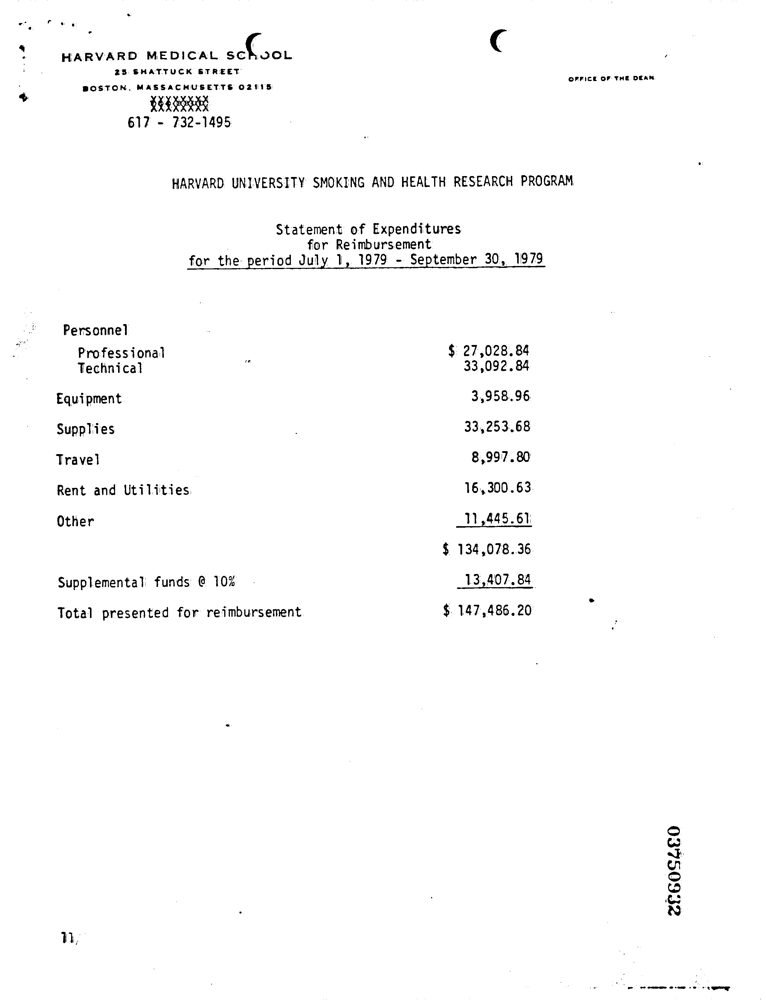 HARVARD MEDICAL SCHOOL
25 SHATTUCK STREET
BOSTON, MASSACHUSETTS 02115
617 - 732-1495
OFFICE OF THE DEAN
HARVARD UNIVERSITY SMOKING AND HEALTH RESEARCH PROGRAM
Statement of Expenditures
for Reimbursement
for the period July 1, 1979 - September 30, 1979
Personnel
Professional $ 27,028.84
Technical 33,092.84
Equipment 3,958.96
Supplies 33,253.68
Travel 8,997.80
Rent and Utilities 16,300.63
Other 11,445.61
$ 134,078.36
Supplemental funds @ 10% 13,407.84
Total presented for reimbursement $ 147,486.20
03750932
11